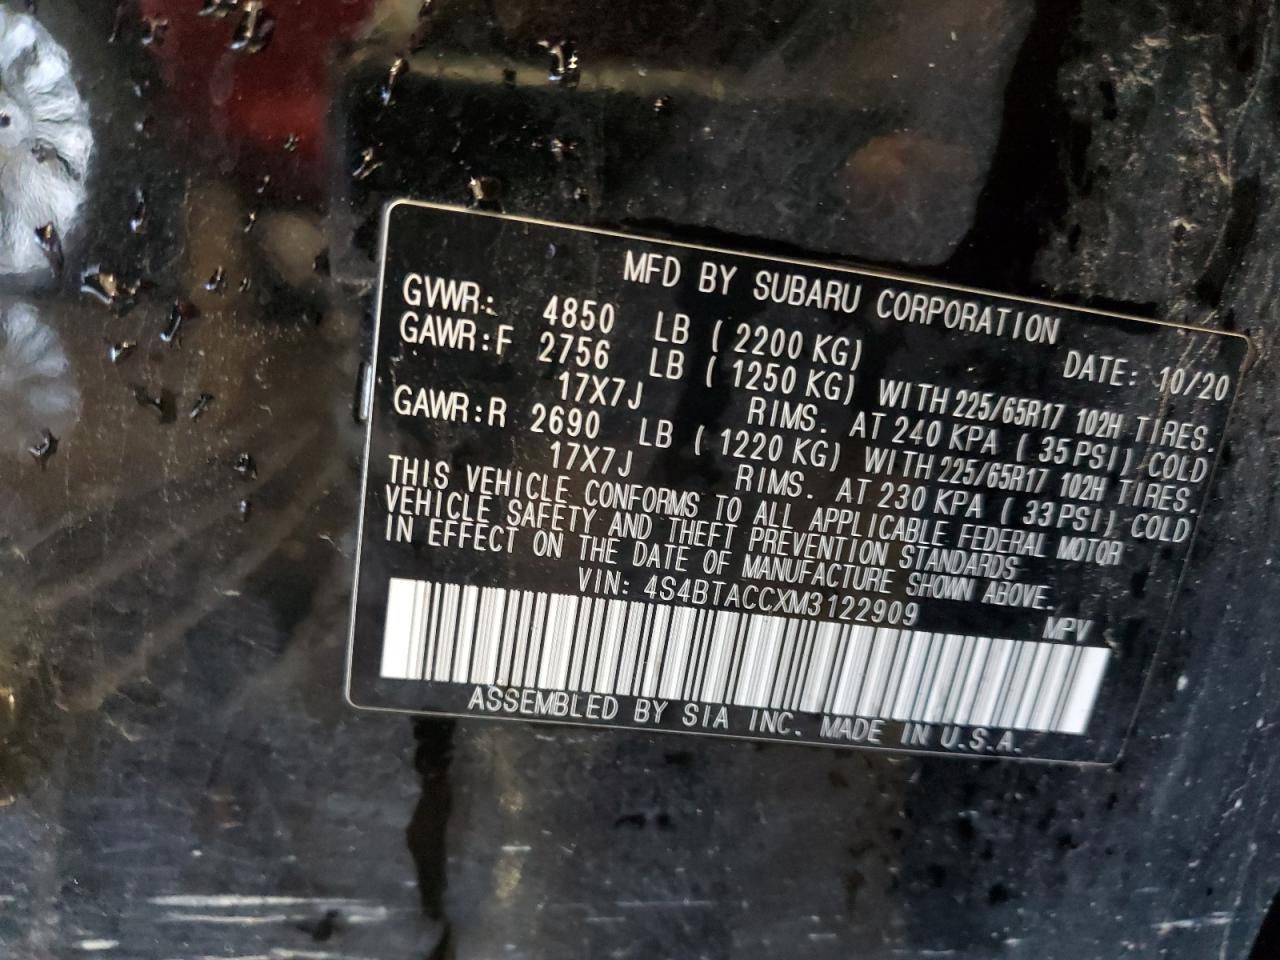 MFD BY SUBARU CORPORATION
GVWR: 4850 LB (2200 KG) DATE: 10/20
GAWR:F 2756 LB (1250 KG) WITH 225/65R17 102H TIRES.
17X7J RIMS. AT 240 KPA (35PSI) COLD
GAWR:R 2690 LB (1220 KG) WITH 225/65R17 102H TIRES.
17X7J RIMS. AT 230 KPA (33PSI) COLD
THIS VEHICLE CONFORMS TO ALL APPLICABLE FEDERAL MOTOR
VEHICLE SAFETY AND THEFT PREVENTION STANDARDS
IN EFFECT ON THE DATE OF MANUFACTURE SHOWN ABOVE.
VIN: 4S4BTACCXM3122909 MPV
ASSEMBLED BY SIA INC. MADE IN U.S.A.